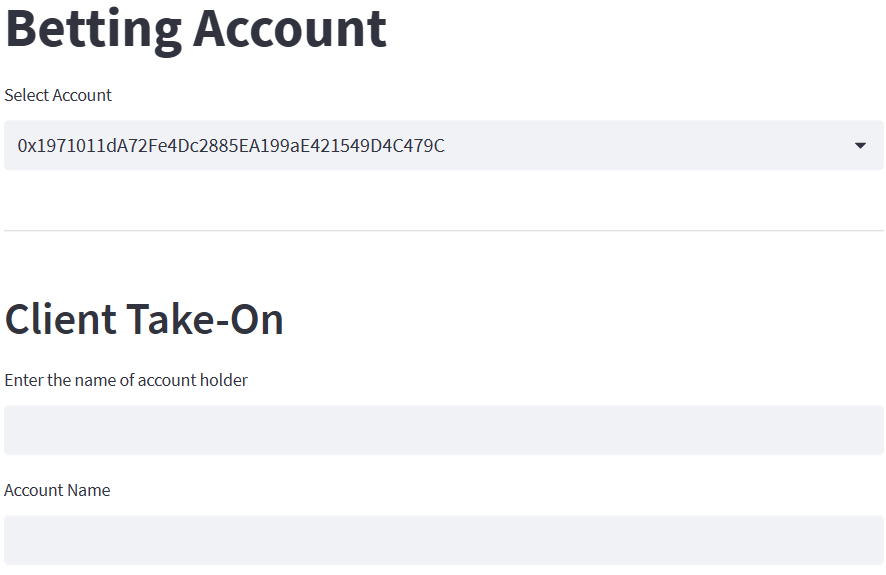 Betting Account
Select Account
0x1971011dA72Fe4Dc2885EA199aE421549D4C479C
Client Take-On
Enter the name of account holder
Account Name